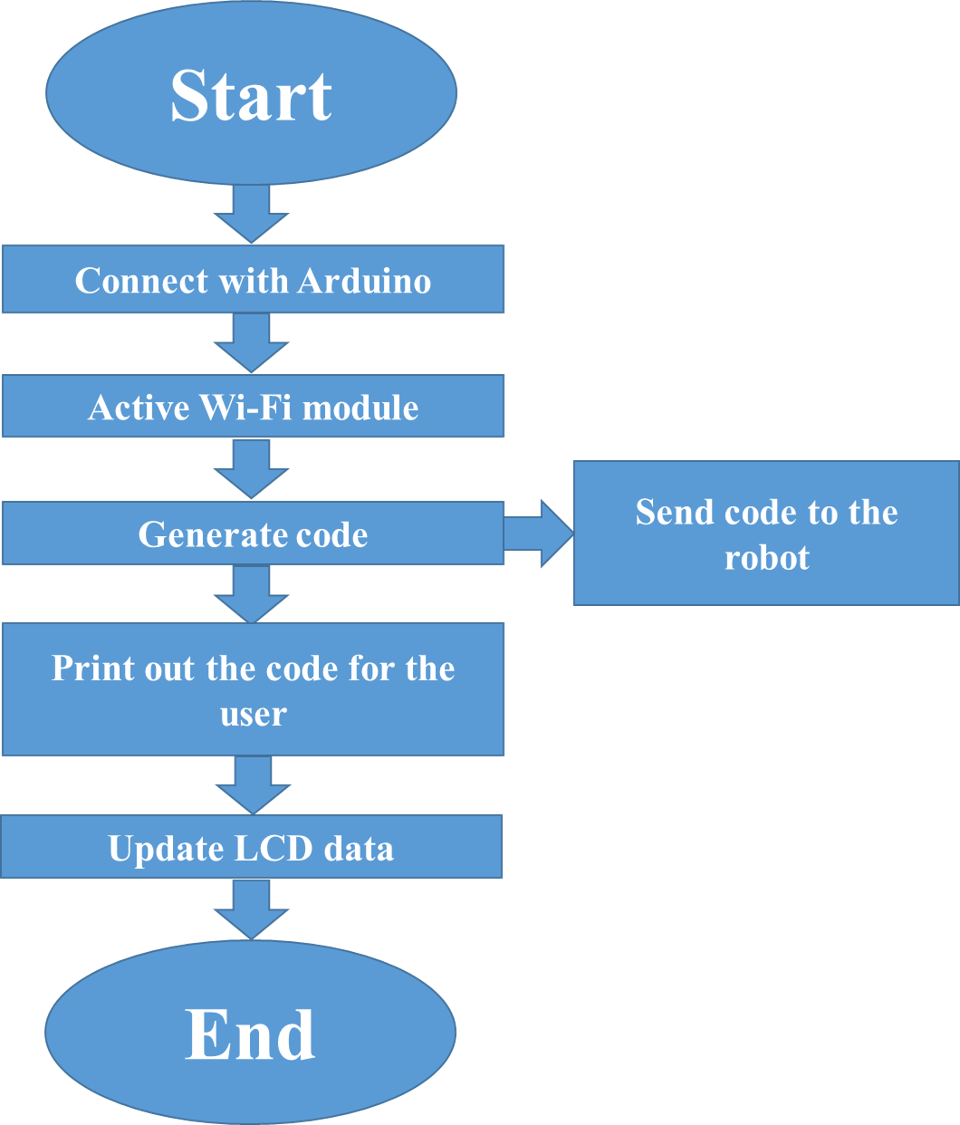 Start
Connect with Arduino
Active Wi-Fi module
Generate code
Send code to the
robot
Print out the code for the
user
Update LCD data
End